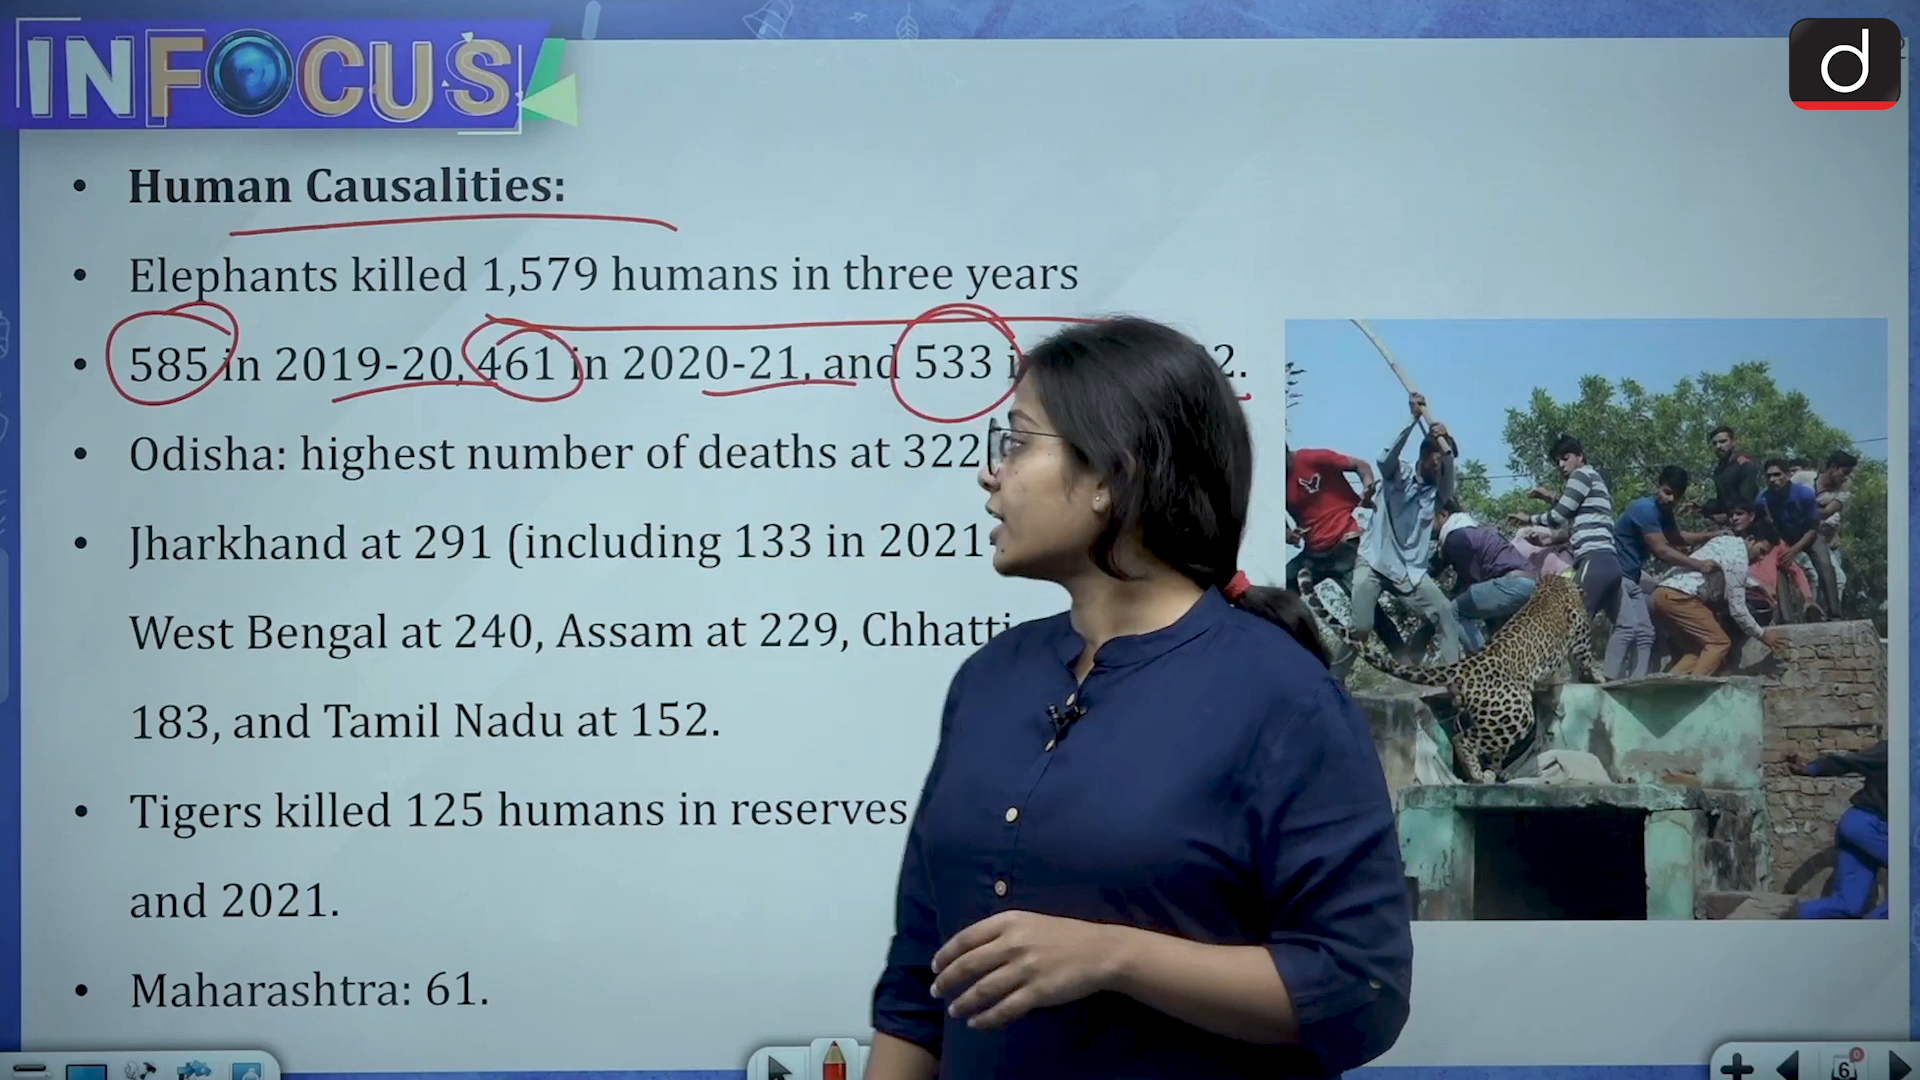 INFOCUS
d
• Human Causalities:
• Elephants killed 1,579 humans in three years
• 585 in 2019-20, 461 in 2020-21, and 533 2.
• Odisha: highest number of deaths at 322
• Jharkhand at 291 (including 133 in 2021
West Bengal at 240, Assam at 229,
183, and Tamil Nadu at 152.
• Tigers killed 125 humans in reserves
and 2021.
• Maharashtra: 61.
6